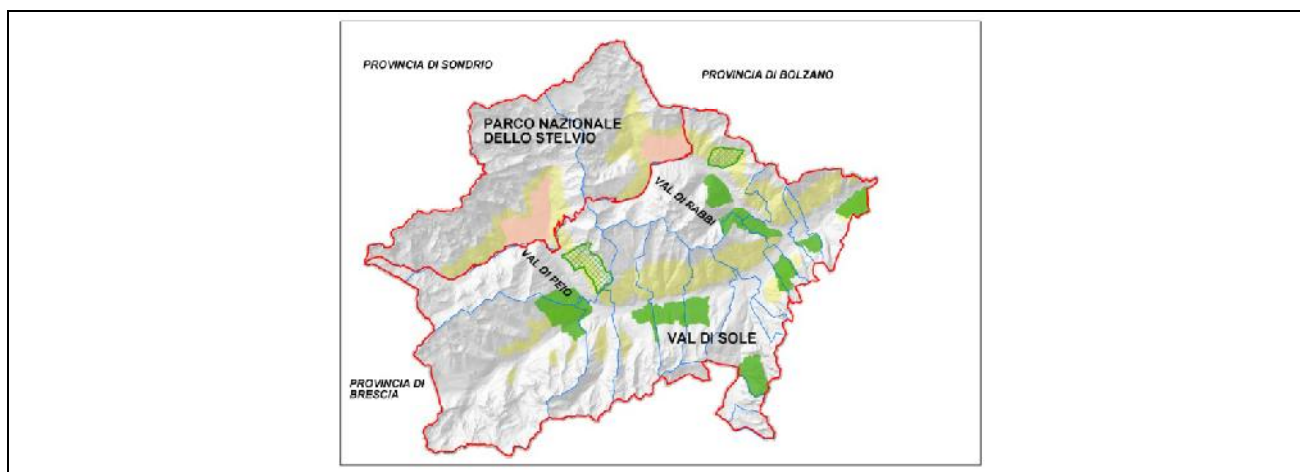 PROVINCIA DI SONDRIO
PROVINCIA DI BOLZANO
PARCO NAZIONALE
DELLO STELVIO
VAL DI RABBI
VAL DI PEIO
VAL DI SOLE
PROVINCIA DI
BRESCIA